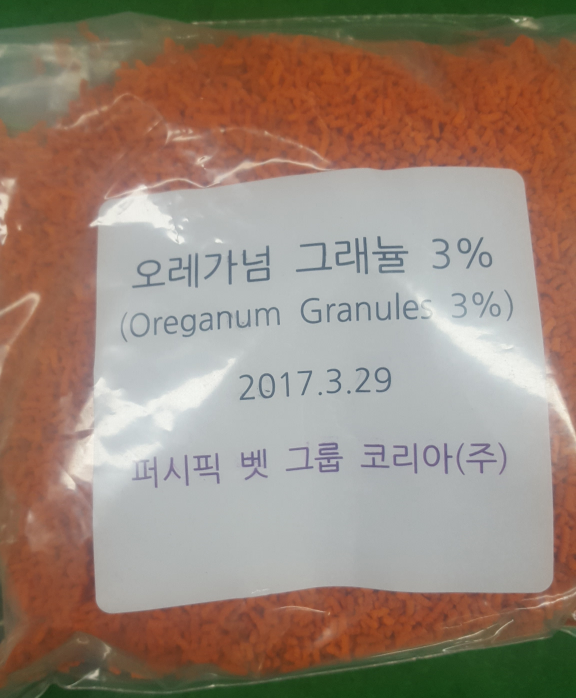 오레가넘 그래뉼 3%
(Oreganum Granules 3%)
2017.3.29
퍼시픽 벳 그룹 코리아(주)